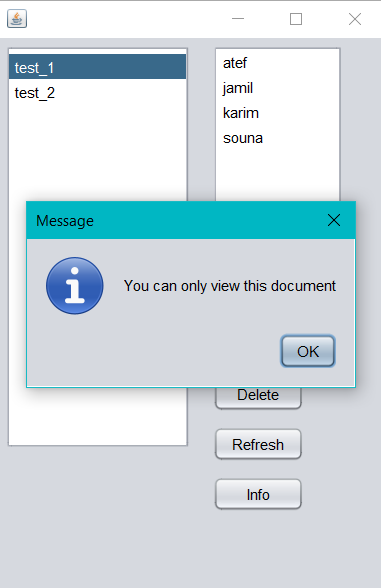 test_1
test_2
atef
jamil
karim
souna
Message
You can only view this document
OK
Delete
Refresh
Info